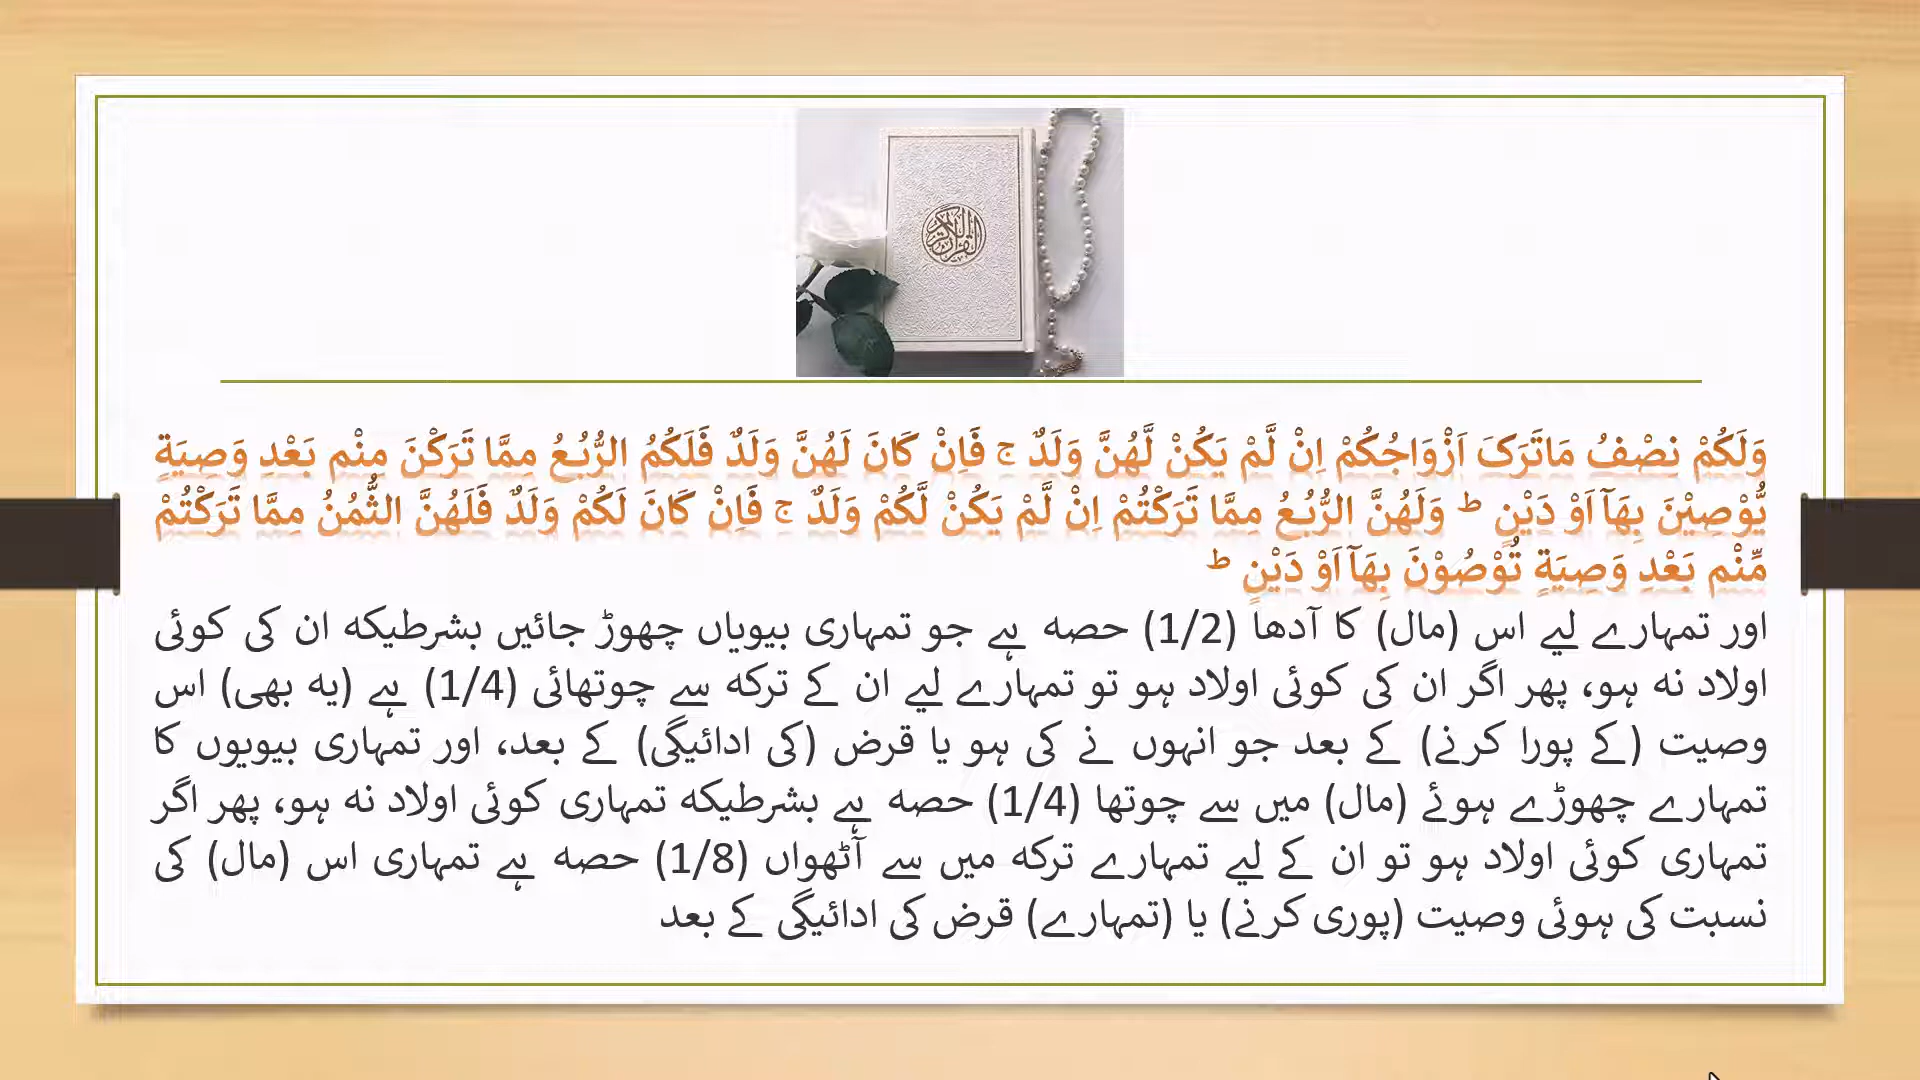 القرآن الكريم
وَلَكُمْ نِصْفُ مَاتَرَکَ اَزْوَاجُكُمْ اِنْ لَّمْ يَكُنْ لَّهُنَّ وَلَدٌ ج فَاِنْ كَانَ لَهُنَّ وَلَدٌ فَلَكُمُ الرُّبُعُ مِمَّا تَرَكْنَ مِنْم بَعْدِ وَصِيَةٍ
يُّوْصِيْنَ بِهَآ اَوْ دَيْنٍ ط وَلَهُنَّ الرُّبُعُ مِمَّا تَرَكْتُمْ اِنْ لَّمْ يَكُنْ لَّكُمْ وَلَدٌ ج فَاِنْ كَانَ لَكُمْ وَلَدٌ فَلَهُنَّ الثُّمُنُ مِمَّا تَرَكْتُمْ
مِّنْم بَعْدِ وَصِيَةٍ تُوْصُوْنَ بِهَآ اَوْ دَيْنٍ ط
اور تمہارے لیے اس (مال) کا آدھا (1/2) حصہ ہے جو تمہاری بیویاں چھوڑ جائیں بشرطیکہ ان کی کوئی
اولاد نہ ہو، پھر اگر ان کی کوئی اولاد ہو تو تمہارے لیے ان کے ترکہ سے چوتھائی (1/4) ہے (یہ بھی) اس
وصیت (کے پورا کرنے) کے بعد جو انہوں نے کی ہو یا قرض (کی ادائیگی) کے بعد، اور تمہاری بیویوں کا
تمہارے چھوڑے ہوئے (مال) میں سے چوتھا (1/4) حصہ ہے بشرطیکہ تمہاری کوئی اولاد نہ ہو، پھر اگر
تمہاری کوئی اولاد ہو تو ان کے لیے تمہارے ترکہ میں سے آٹھواں (1/8) حصہ ہے تمہاری اس (مال) کی
نسبت کی ہوئی وصیت (پوری کرنے) یا (تمہارے) قرض کی ادائیگی کے بعد